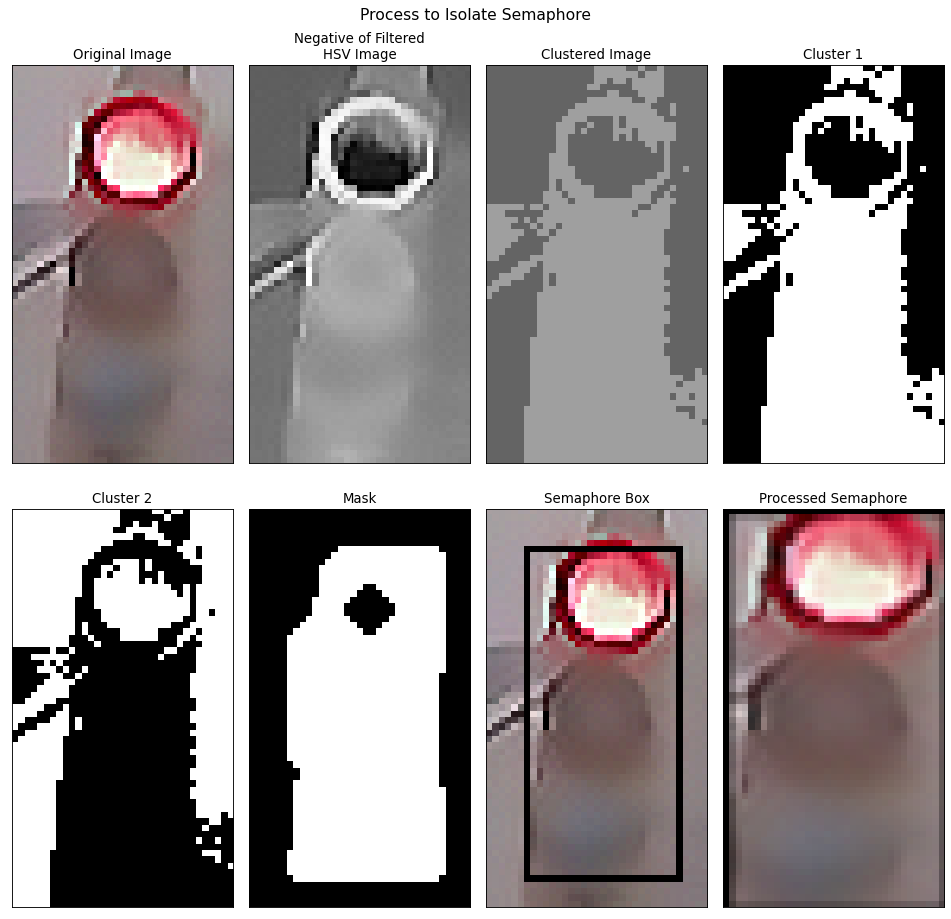 Process to Isolate Semaphore
Original Image
Negative of Filtered
HSV Image
Clustered Image
Cluster 1
Cluster 2
Mask
Semaphore Box
Processed Semaphore